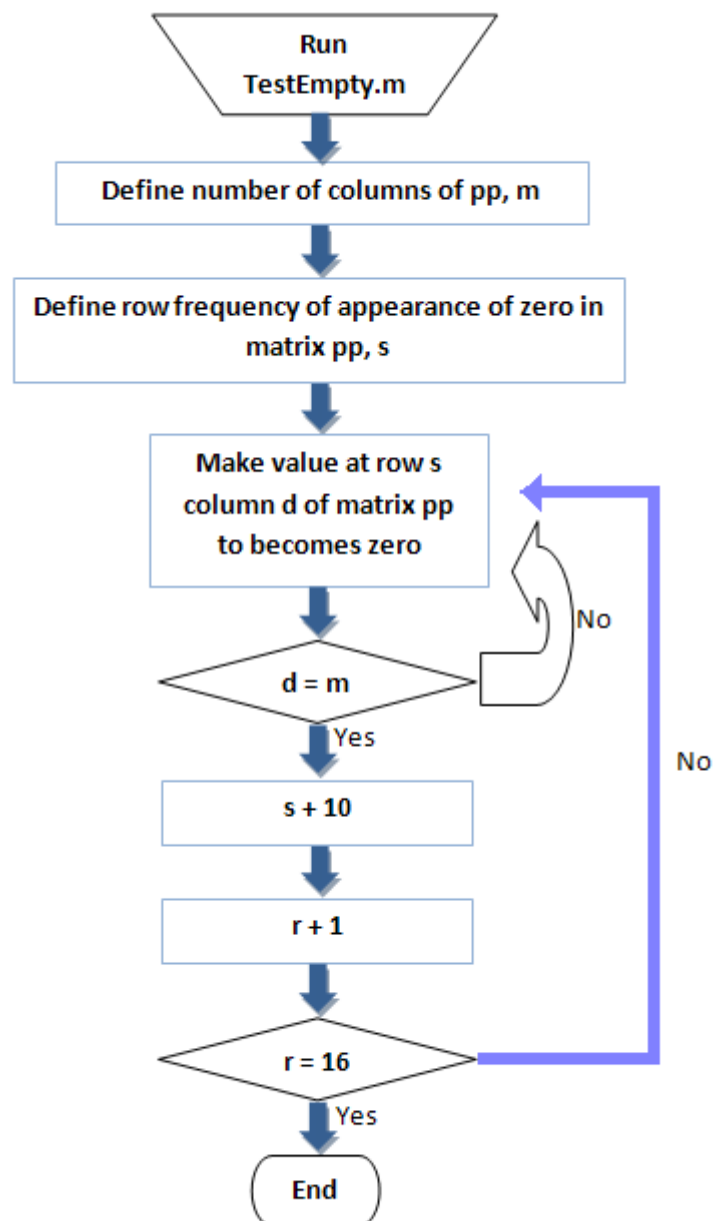 Run
TestEmpty.m
Define number of columns of pp, m
Define row frequency of appearance of zero in
matrix pp, s
Make value at row s
column d of matrix pp
to becomes zero
No
d = m
Yes
No
s + 10
r + 1
r = 16
Yes
End